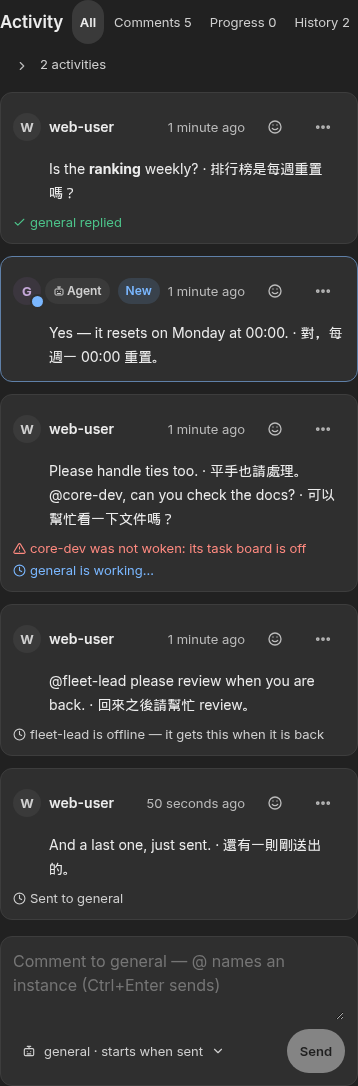 Activity All Comments 5 Progress 0 History 2
2 activities
W web-user 1 minute ago
Is the ranking weekly? · 排行榜是每週重置
嗎？
general replied
G Agent New 1 minute ago
Yes — it resets on Monday at 00:00. · 對，每
週一 00:00 重置。
W web-user 1 minute ago
Please handle ties too. · 平手也請處理。
@core-dev, can you check the docs? · 可以
幫忙看一下文件嗎？
core-dev was not woken: its task board is off
general is working…
W web-user 1 minute ago
@fleet-lead please review when you are
back. · 回來之後請幫忙 review。
fleet-lead is offline — it gets this when it is back
W web-user 50 seconds ago
And a last one, just sent. · 還有一則剛送出
的。
Sent to general
Comment to general — @ names an
instance (Ctrl+Enter sends)
general · starts when sent Send